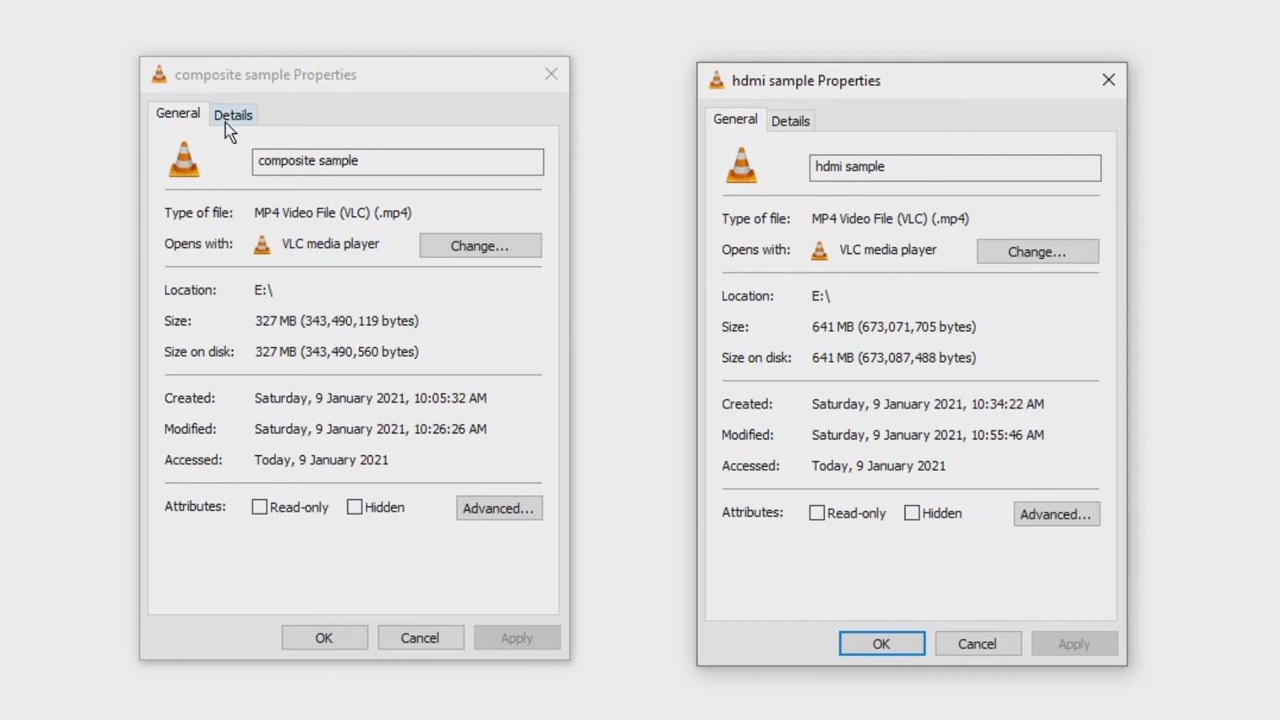 composite sample Properties
General Details
composite sample
Type of file: MP4 Video File (VLC) (.mp4)
Opens with: VLC media player Change...
Location: E:\
Size: 327 MB (343,490,119 bytes)
Size on disk: 327 MB (343,490,560 bytes)
Created: Saturday, 9 January 2021, 10:05:32 AM
Modified: Saturday, 9 January 2021, 10:26:26 AM
Accessed: Today, 9 January 2021
Attributes: Read-only Hidden Advanced...
OK Cancel Apply
hdmi sample Properties
General Details
hdmi sample
Type of file: MP4 Video File (VLC) (.mp4)
Opens with: VLC media player Change...
Location: E:\
Size: 641 MB (673,071,705 bytes)
Size on disk: 641 MB (673,087,488 bytes)
Created: Saturday, 9 January 2021, 10:34:22 AM
Modified: Saturday, 9 January 2021, 10:55:46 AM
Accessed: Today, 9 January 2021
Attributes: Read-only Hidden Advanced...
OK Cancel Apply